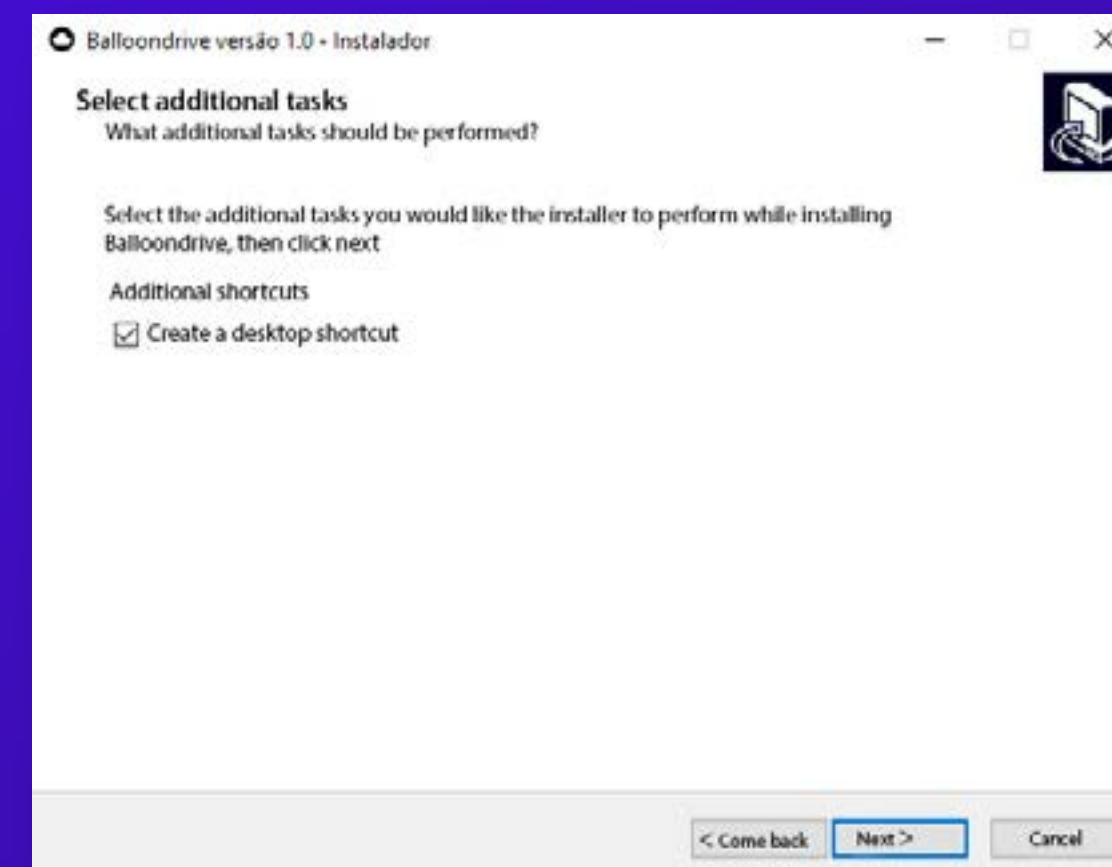 Balloondrive versão 1.0 - Instalador
Select additional tasks
What additional tasks should be performed?
Select the additional tasks you would like the installer to perform while installing
Balloondrive, then click next
Additional shortcuts
Create a desktop shortcut
< Come back
Next >
Cancel